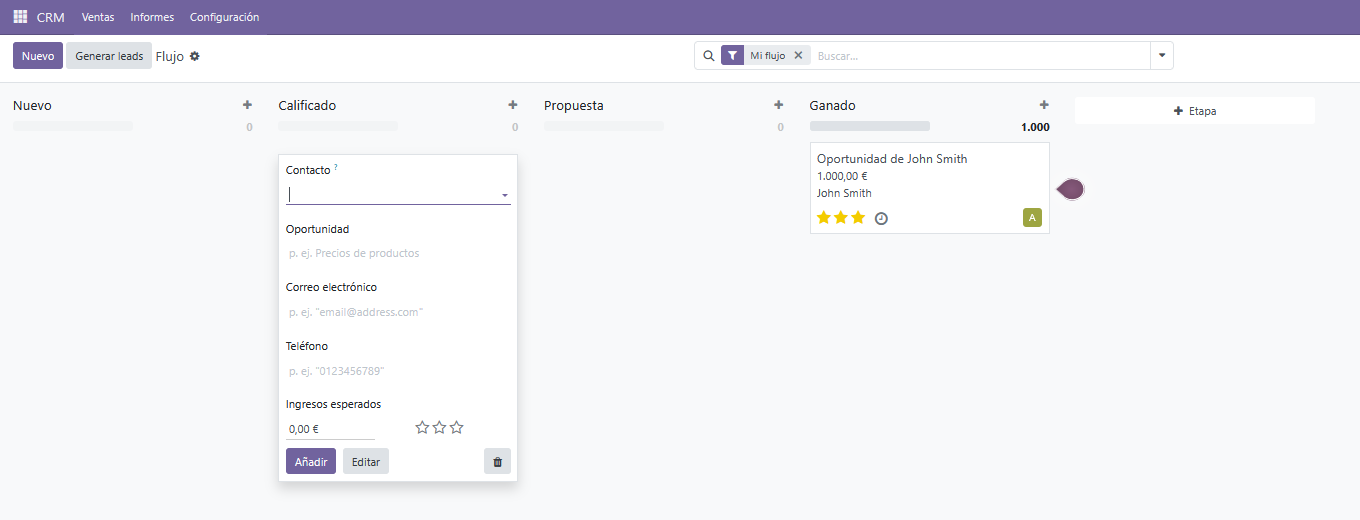 CRM Ventas Informes Configuración
Nuevo Generar leads Flujo Mi flujo Buscar...
Nuevo
0
Calificado
0
Contacto ?
Oportunidad
p. ej. Precios de productos
Correo electrónico
p. ej. "email@address.com"
Teléfono
p. ej. "0123456789"
Ingresos esperados
0,00 €
Añadir Editar
Propuesta
0
Ganado
1.000
Oportunidad de John Smith
1.000,00 €
John Smith
A
Etapa